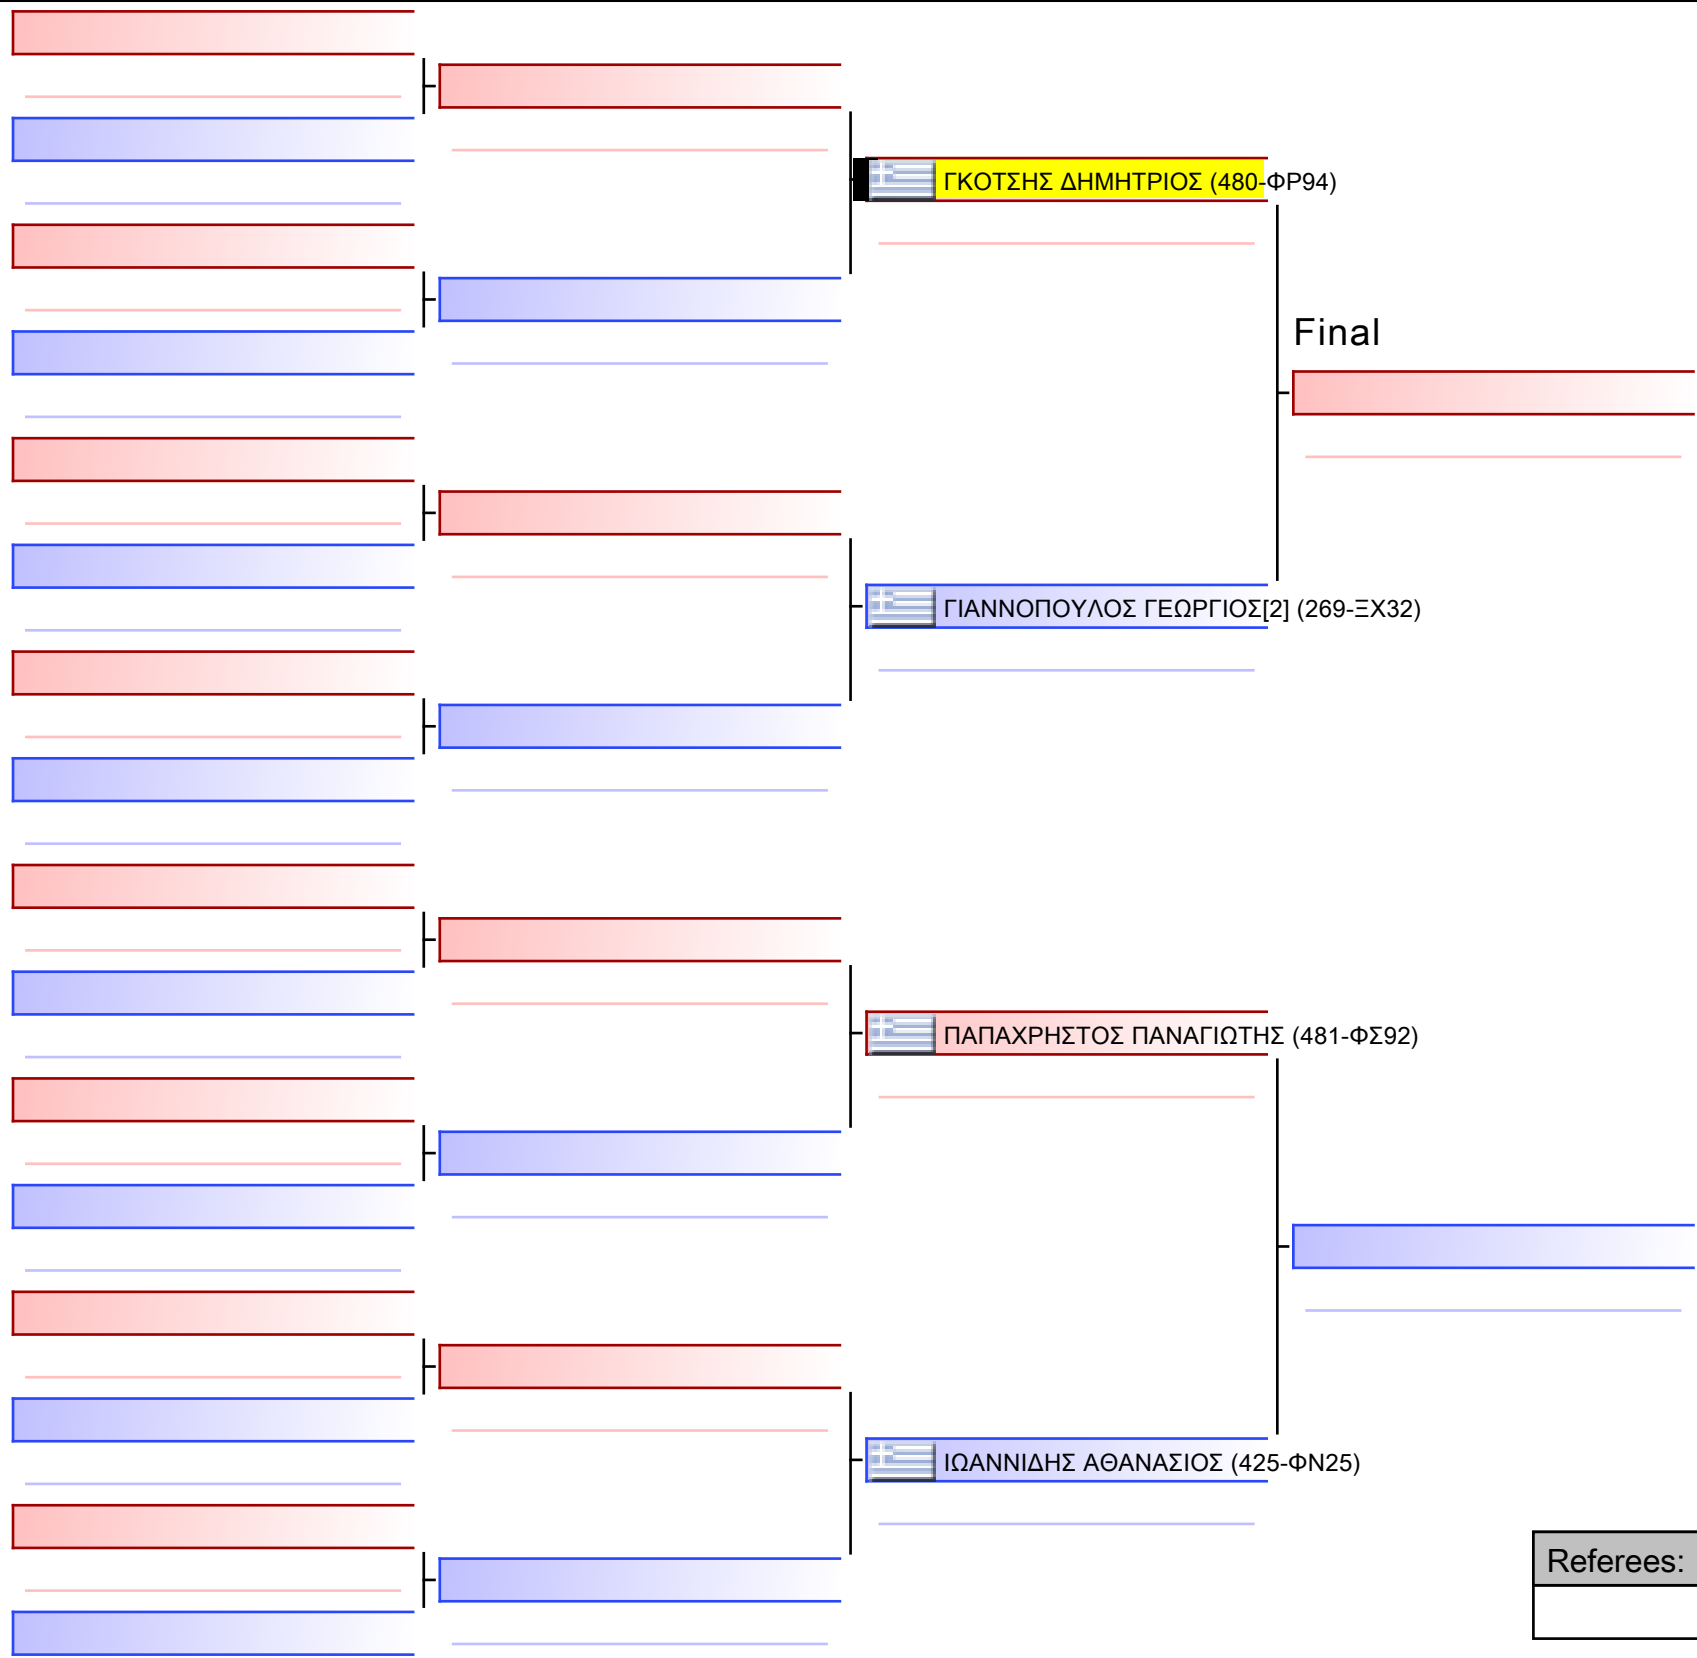 ΓΚΟΤΣΗΣ ΔΗΜΗΤΡΙΟΣ (480-ΦΡ94)
Final
ΓΙΑΝΝΟΠΟΥΛΟΣ ΓΕΩΡΓΙΟΣ[2] (269-ΞΧ32)
ΠΑΠΑΧΡΗΣΤΟΣ ΠΑΝΑΓΙΩΤΗΣ (481-ΦΣ92)
ΙΩΑΝΝΙΔΗΣ ΑΘΑΝΑΣΙΟΣ (425-ΦΝ25)
Referees: